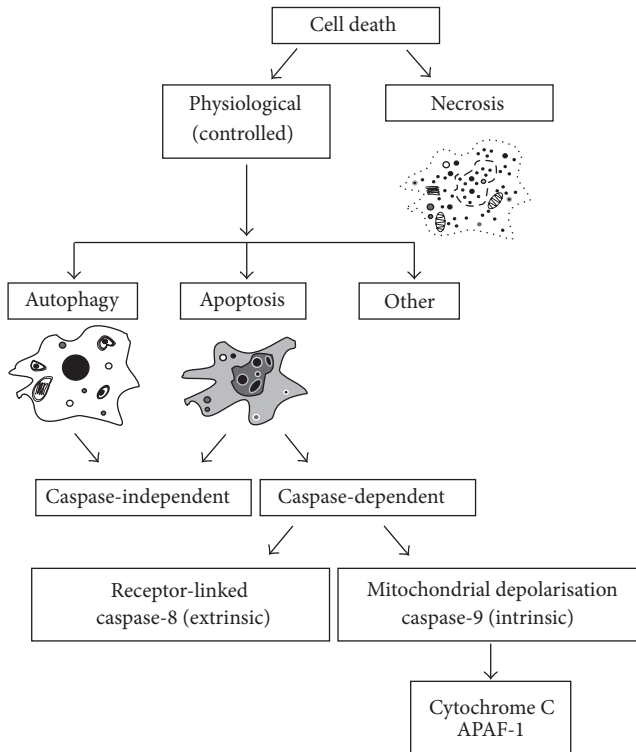 Cell death
Physiological
(controlled)
Necrosis
Autophagy
Apoptosis
Other
Caspase-independent
Caspase-dependent
Receptor-linked
caspase-8 (extrinsic)
Mitochondrial depolarisation
caspase-9 (intrinsic)
Cytochrome C
APAF-1